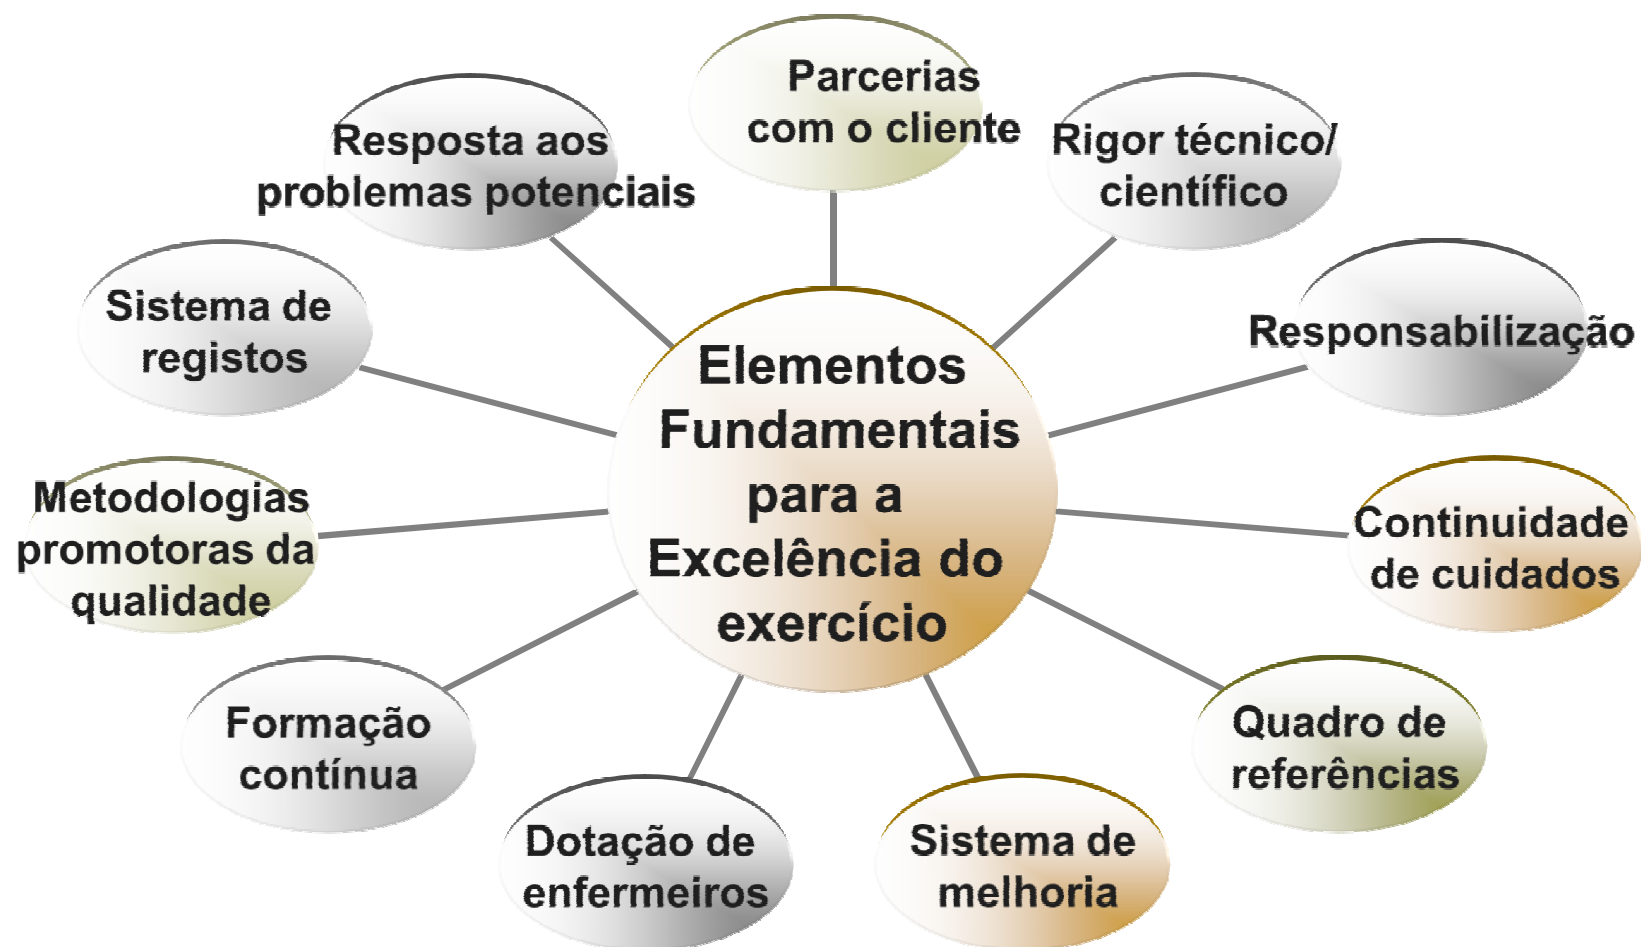 Parcerias
com o cliente
Rigor técnico/
científico
Responsabilização
Continuidade
de cuidados
Quadro de
referências
Sistema de
melhoria
Dotação de
enfermeiros
Formação
contínua
Metodologias
promotoras da
qualidade
Sistema de
registos
Resposta aos
problemas potenciais
Elementos
Fundamentais
para a
Excelência do
exercício